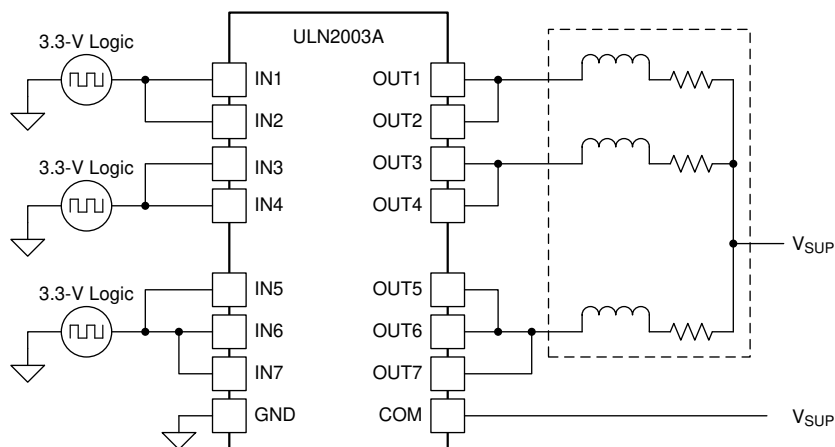 ULN2003A
3.3-V Logic
IN1
OUT1
IN2
OUT2
3.3-V Logic
IN3
OUT3
IN4
OUT4
VSUP
3.3-V Logic
IN5
OUT5
IN6
OUT6
IN7
OUT7
GND
COM
VSUP